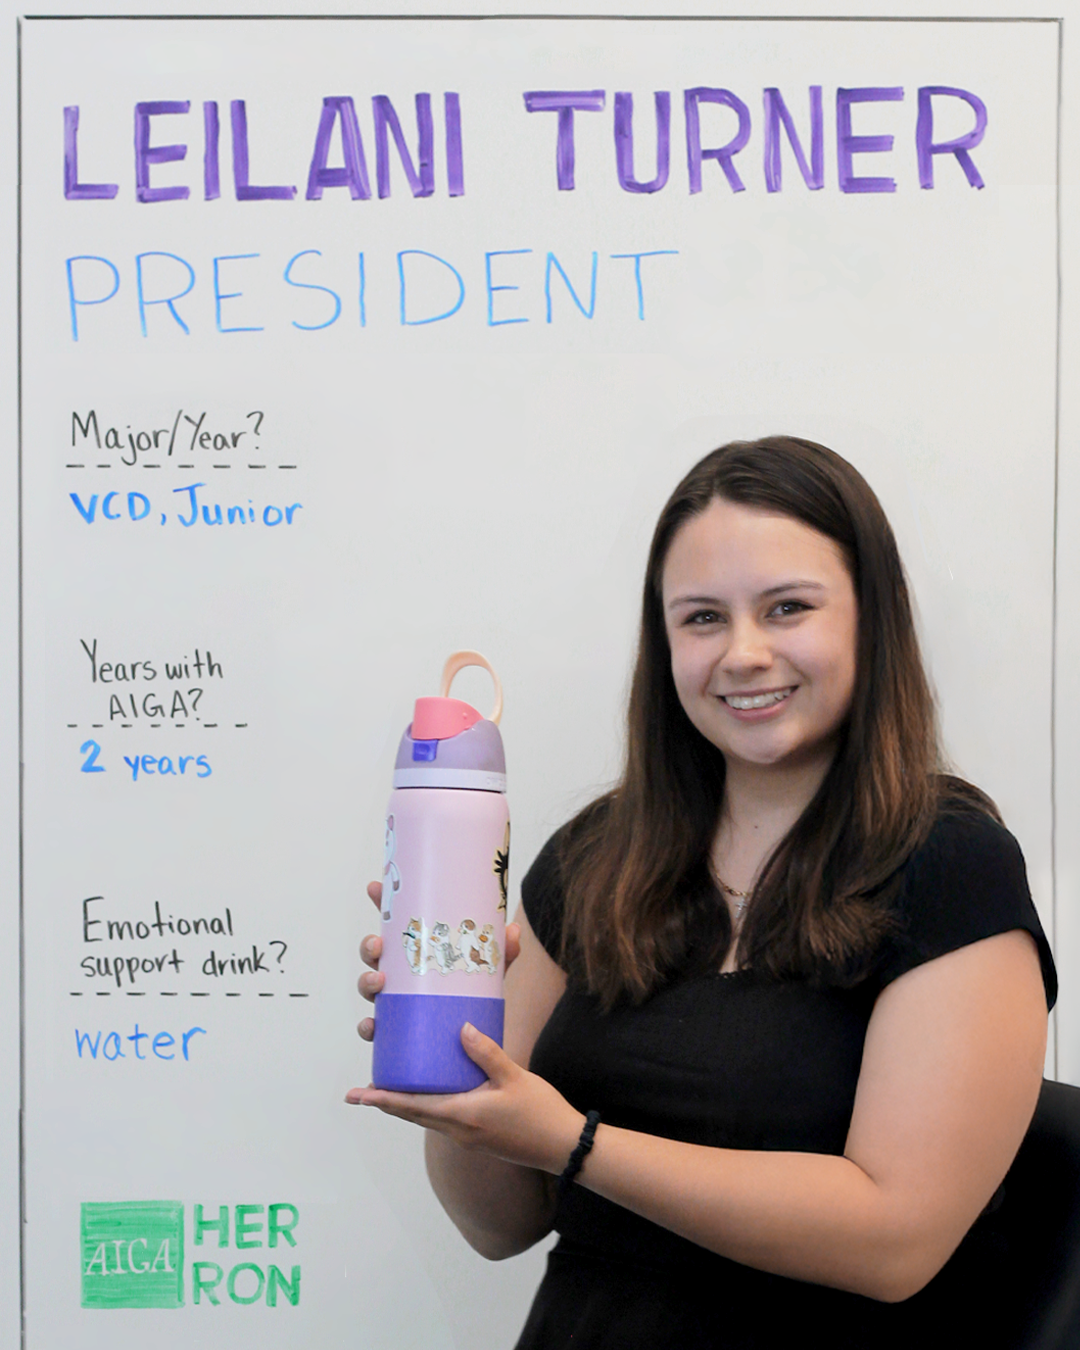 LEILANI TURNER
PRESIDENT
Major/Year?
VCD, Junior
Years with
AIGA?
2 years
Emotional
support drink?
water
AIGA
HER
RON